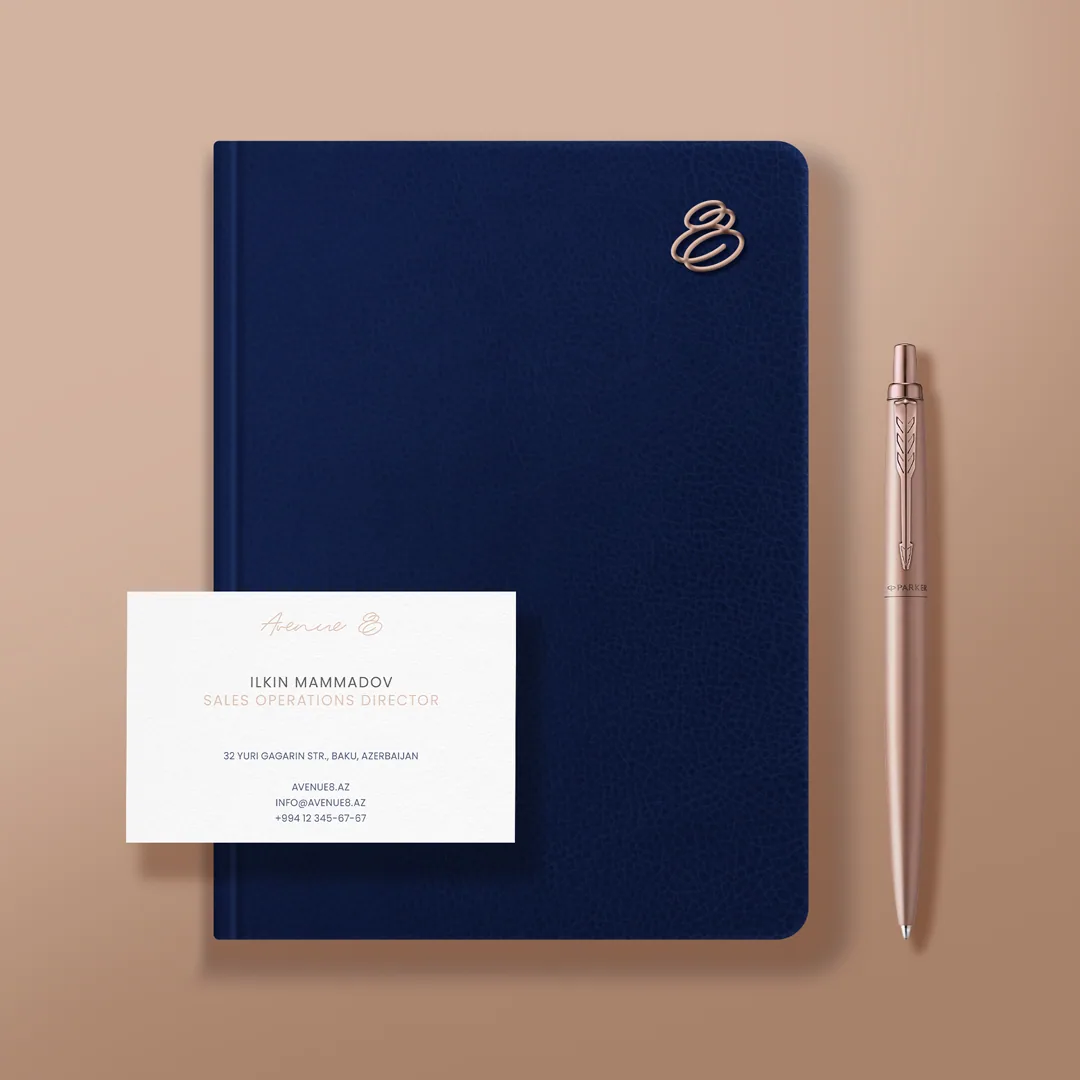 8
Avenue 8
ILKIN MAMMADOV
SALES OPERATIONS DIRECTOR
32 YURI GAGARIN STR., BAKU, AZERBAIJAN
AVENUE8.AZ
INFO@AVENUE8.AZ
+994 12 345-67-67
PARKER